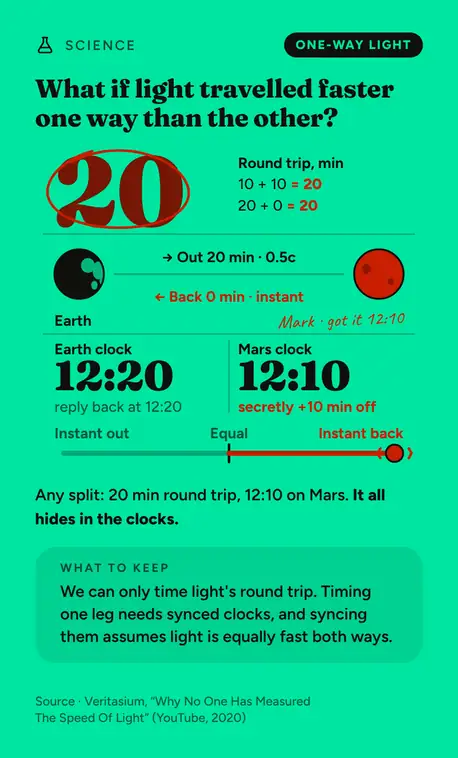 SCIENCE
ONE-WAY LIGHT
What if light travelled faster
one way than the other?
20
Round trip, min
10 + 10 = 20
20 + 0 = 20
→ Out 20 min · 0.5c
← Back 0 min · instant
Earth
Mark · got it 12:10
Earth clock
12:20
reply back at 12:20
Mars clock
12:10
secretly +10 min off
Instant out
Equal
Instant back
Any split: 20 min round trip, 12:10 on Mars. It all
hides in the clocks.
WHAT TO KEEP
We can only time light's round trip. Timing
one leg needs synced clocks, and syncing
them assumes light is equally fast both ways.
Source · Veritasium, “Why No One Has Measured
The Speed Of Light” (YouTube, 2020)